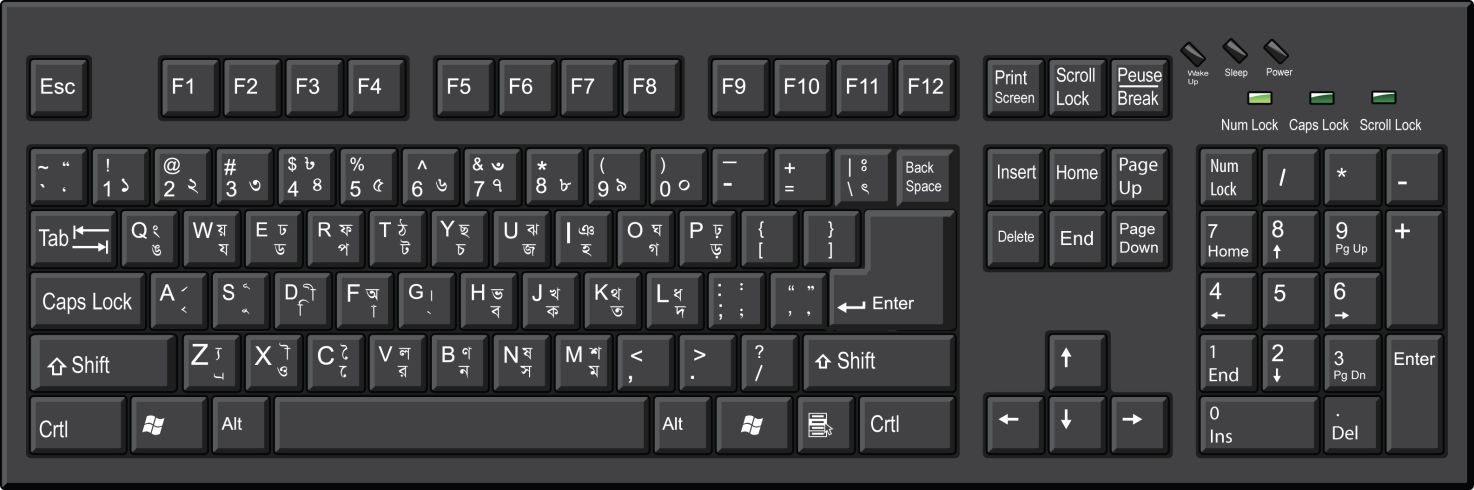 Esc F1 F2 F3 F4 F5 F6 F7 F8 F9 F10 F11 F12 Print Screen Scroll Lock Peuse Break
Wake Up Sleep Power
Num Lock Caps Lock Scroll Lock
~ “ ` ‘ ! 1 ১ @ 2 ২ # 3 ৩ $ ৳ 4 ৪ % 5 ৫ ^ 6 ৬ & ঁ 7 ৭ * 8 ৮ ( 9 ৯ ) 0 ০ — - + = | ঃ \ ৎ Back Space Insert Home Page Up Num Lock / * -
Tab Q ং ঙ W য় য E ঢ ড R ফ প T ঠ ট Y ছ চ U ঝ জ I ঞ হ O ঘ গ P ঢ় ড় { [ } ] Delete End Page Down 7 Home 8 ↑ 9 Pg Up +
Caps Lock A ৃ S ূ ু D ী ি F অ া G । ্ H ভ ব J খ ক K থ ত L ধ দ : ; “ ” ‘ ’ Enter 4 ← 5 6 →
Shift Z ্য X ৌ ও C ৈ ে V ল র B ণ ন N ষ স M শ ম < , > . ? / Shift ↑ 1 End 2 ↓ 3 Pg Dn Enter
Crtl Alt Alt Crtl ← ↓ → 0 Ins . Del